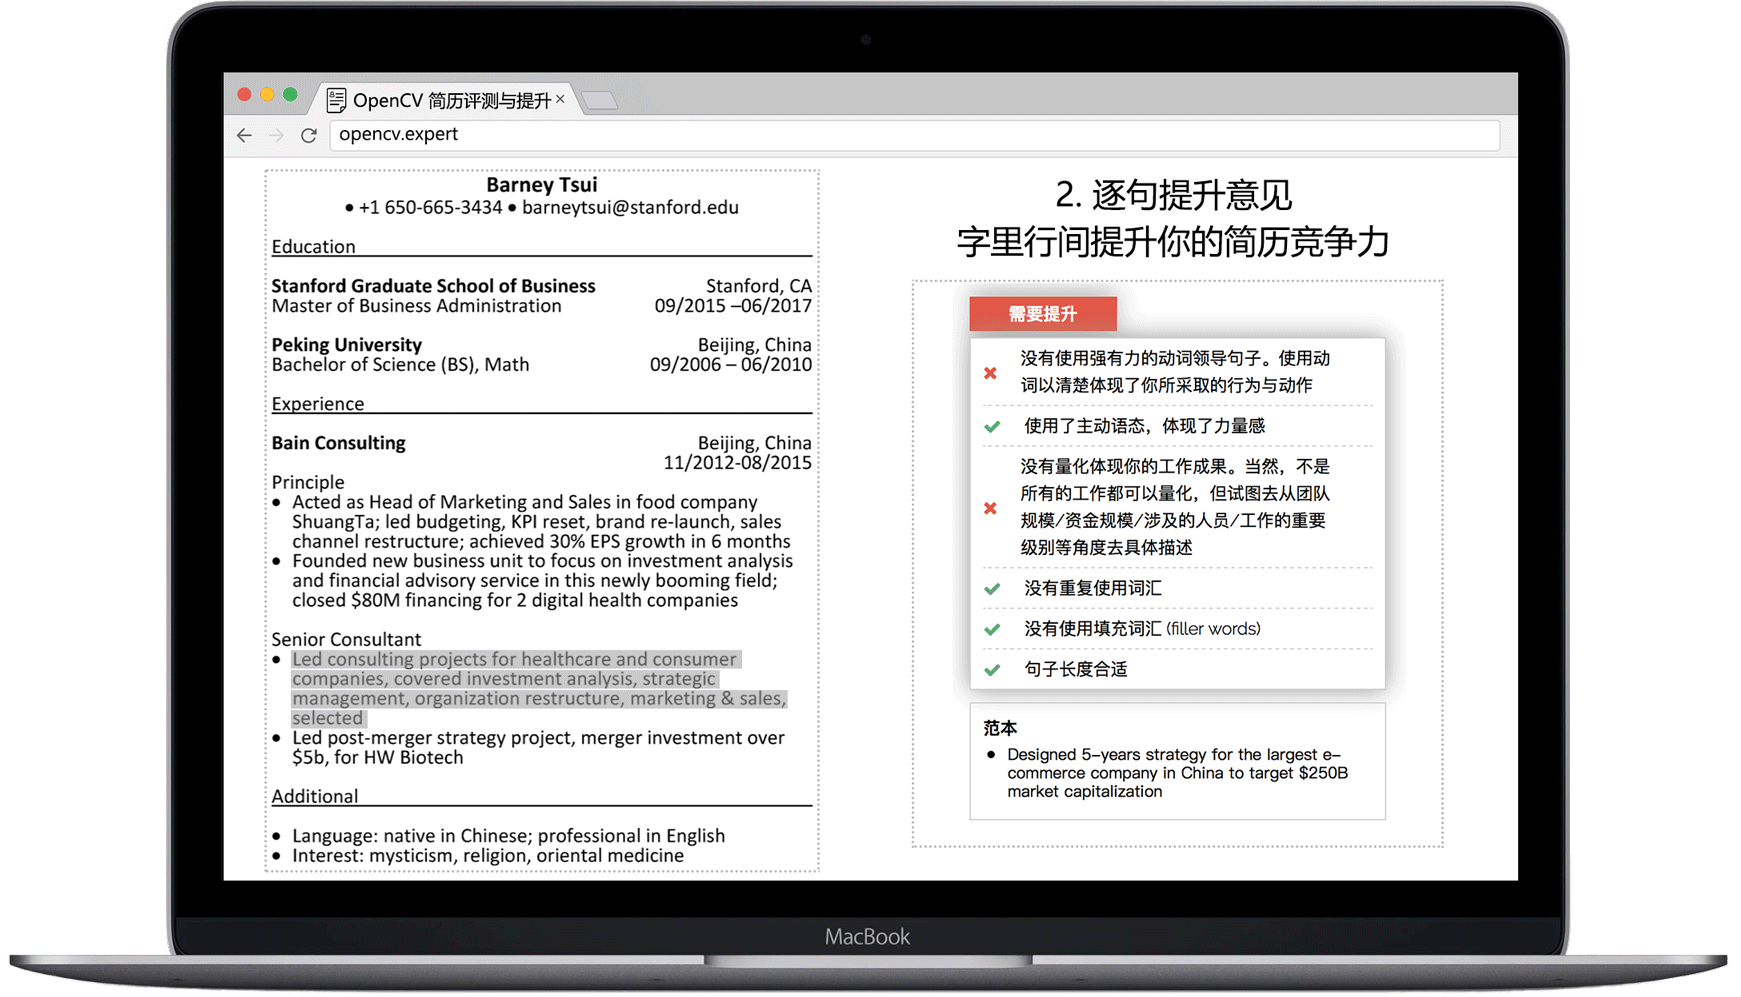 OpenCV 简历评测与提升 ×
opencv.expert
Barney Tsui
• +1 650-665-3434 • barneytsui@stanford.edu
Education
Stanford Graduate School of Business Stanford, CA
Master of Business Administration 09/2015 –06/2017
Peking University Beijing, China
Bachelor of Science (BS), Math 09/2006 – 06/2010
Experience
Bain Consulting Beijing, China
11/2012-08/2015
Principle
• Acted as Head of Marketing and Sales in food company
ShuangTa; led budgeting, KPI reset, brand re-launch, sales
channel restructure; achieved 30% EPS growth in 6 months
• Founded new business unit to focus on investment analysis
and financial advisory service in this newly booming field;
closed $80M financing for 2 digital health companies
Senior Consultant
• Led consulting projects for healthcare and consumer
companies, covered investment analysis, strategic
management, organization restructure, marketing & sales,
selected
• Led post-merger strategy project, merger investment over
$5b, for HW Biotech
Additional
• Language: native in Chinese; professional in English
• Interest: mysticism, religion, oriental medicine
2. 逐句提升意见
字里行间提升你的简历竞争力
需要提升
没有使用强有力的动词领导句子。使用动
词以清楚体现了你所采取的行为与动作
使用了主动语态，体现了力量感
没有量化体现你的工作成果。当然，不是
所有的工作都可以量化，但试图去从团队
规模/资金规模/涉及的人员/工作的重要
级别等角度去具体描述
没有重复使用词汇
没有使用填充词汇 (filler words)
句子长度合适
范本
• Designed 5-years strategy for the largest e-
commerce company in China to target $250B
market capitalization
MacBook